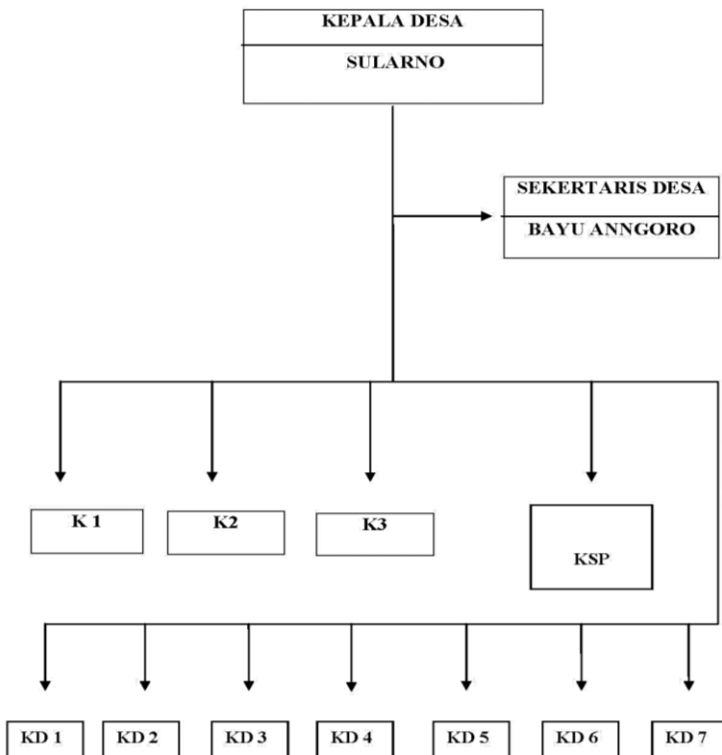 KEPALA DESA
SULARNO
SEKERTARIS DESA
BAYU ANNGORO
K 1
K2
K3
KSP
KD 1
KD 2
KD 3
KD 4
KD 5
KD 6
KD 7